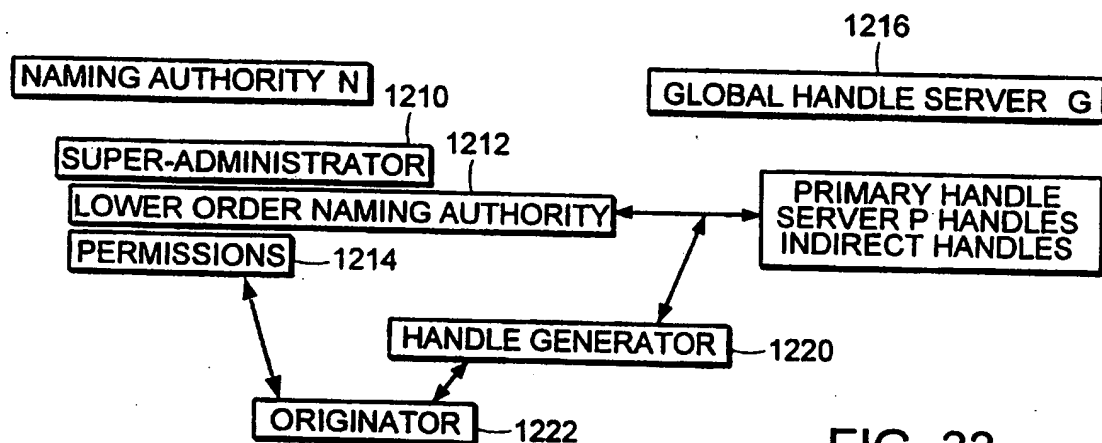 1216
NAMING AUTHORITY N
1210
GLOBAL HANDLE SERVER G
SUPER-ADMINISTRATOR
1212
LOWER ORDER NAMING AUTHORITY
PRIMARY HANDLE
SERVER P HANDLES
INDIRECT HANDLES
PERMISSIONS
1214
HANDLE GENERATOR
1220
ORIGINATOR
1222